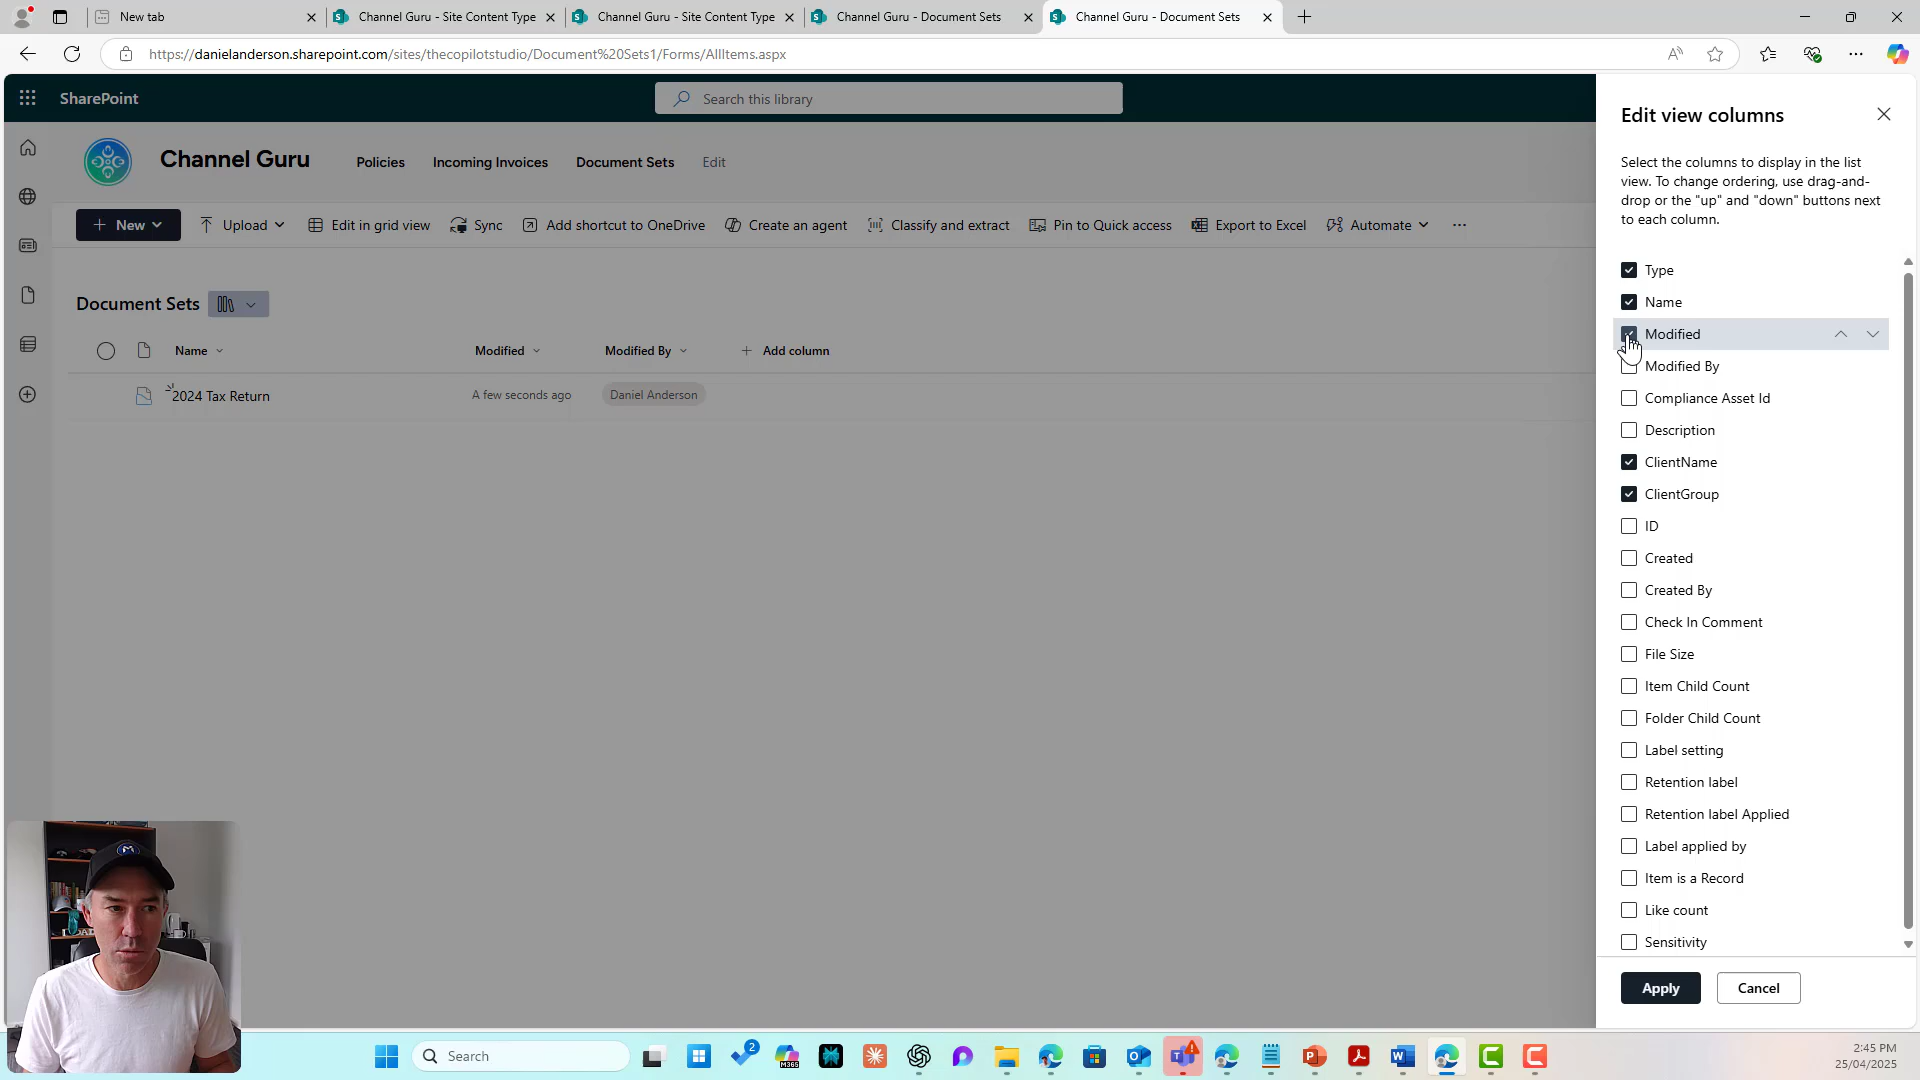 New tab
Channel Guru - Site Content Type
Channel Guru - Site Content Type
Channel Guru - Document Sets
Channel Guru - Document Sets
https://danielanderson.sharepoint.com/sites/thecopilotstudio/Document%20Sets1/Forms/AllItems.aspx
SharePoint
Search this library
Channel Guru
Policies
Incoming Invoices
Document Sets
Edit
New
Upload
Edit in grid view
Sync
Add shortcut to OneDrive
Create an agent
Classify and extract
Pin to Quick access
Export to Excel
Automate
Document Sets
Name
Modified
Modified By
Add column
2024 Tax Return
A few seconds ago
Daniel Anderson
Edit view columns
Select the columns to display in the list
view. To change ordering, use drag-and-
drop or the "up" and "down" buttons next
to each column.
Type
Name
Modified
Modified By
Compliance Asset Id
Description
ClientName
ClientGroup
ID
Created
Created By
Check In Comment
File Size
Item Child Count
Folder Child Count
Label setting
Retention label
Retention label Applied
Label applied by
Item is a Record
Like count
Sensitivity
Apply
Cancel
Search
2
M365
2:45 PM
25/04/2025